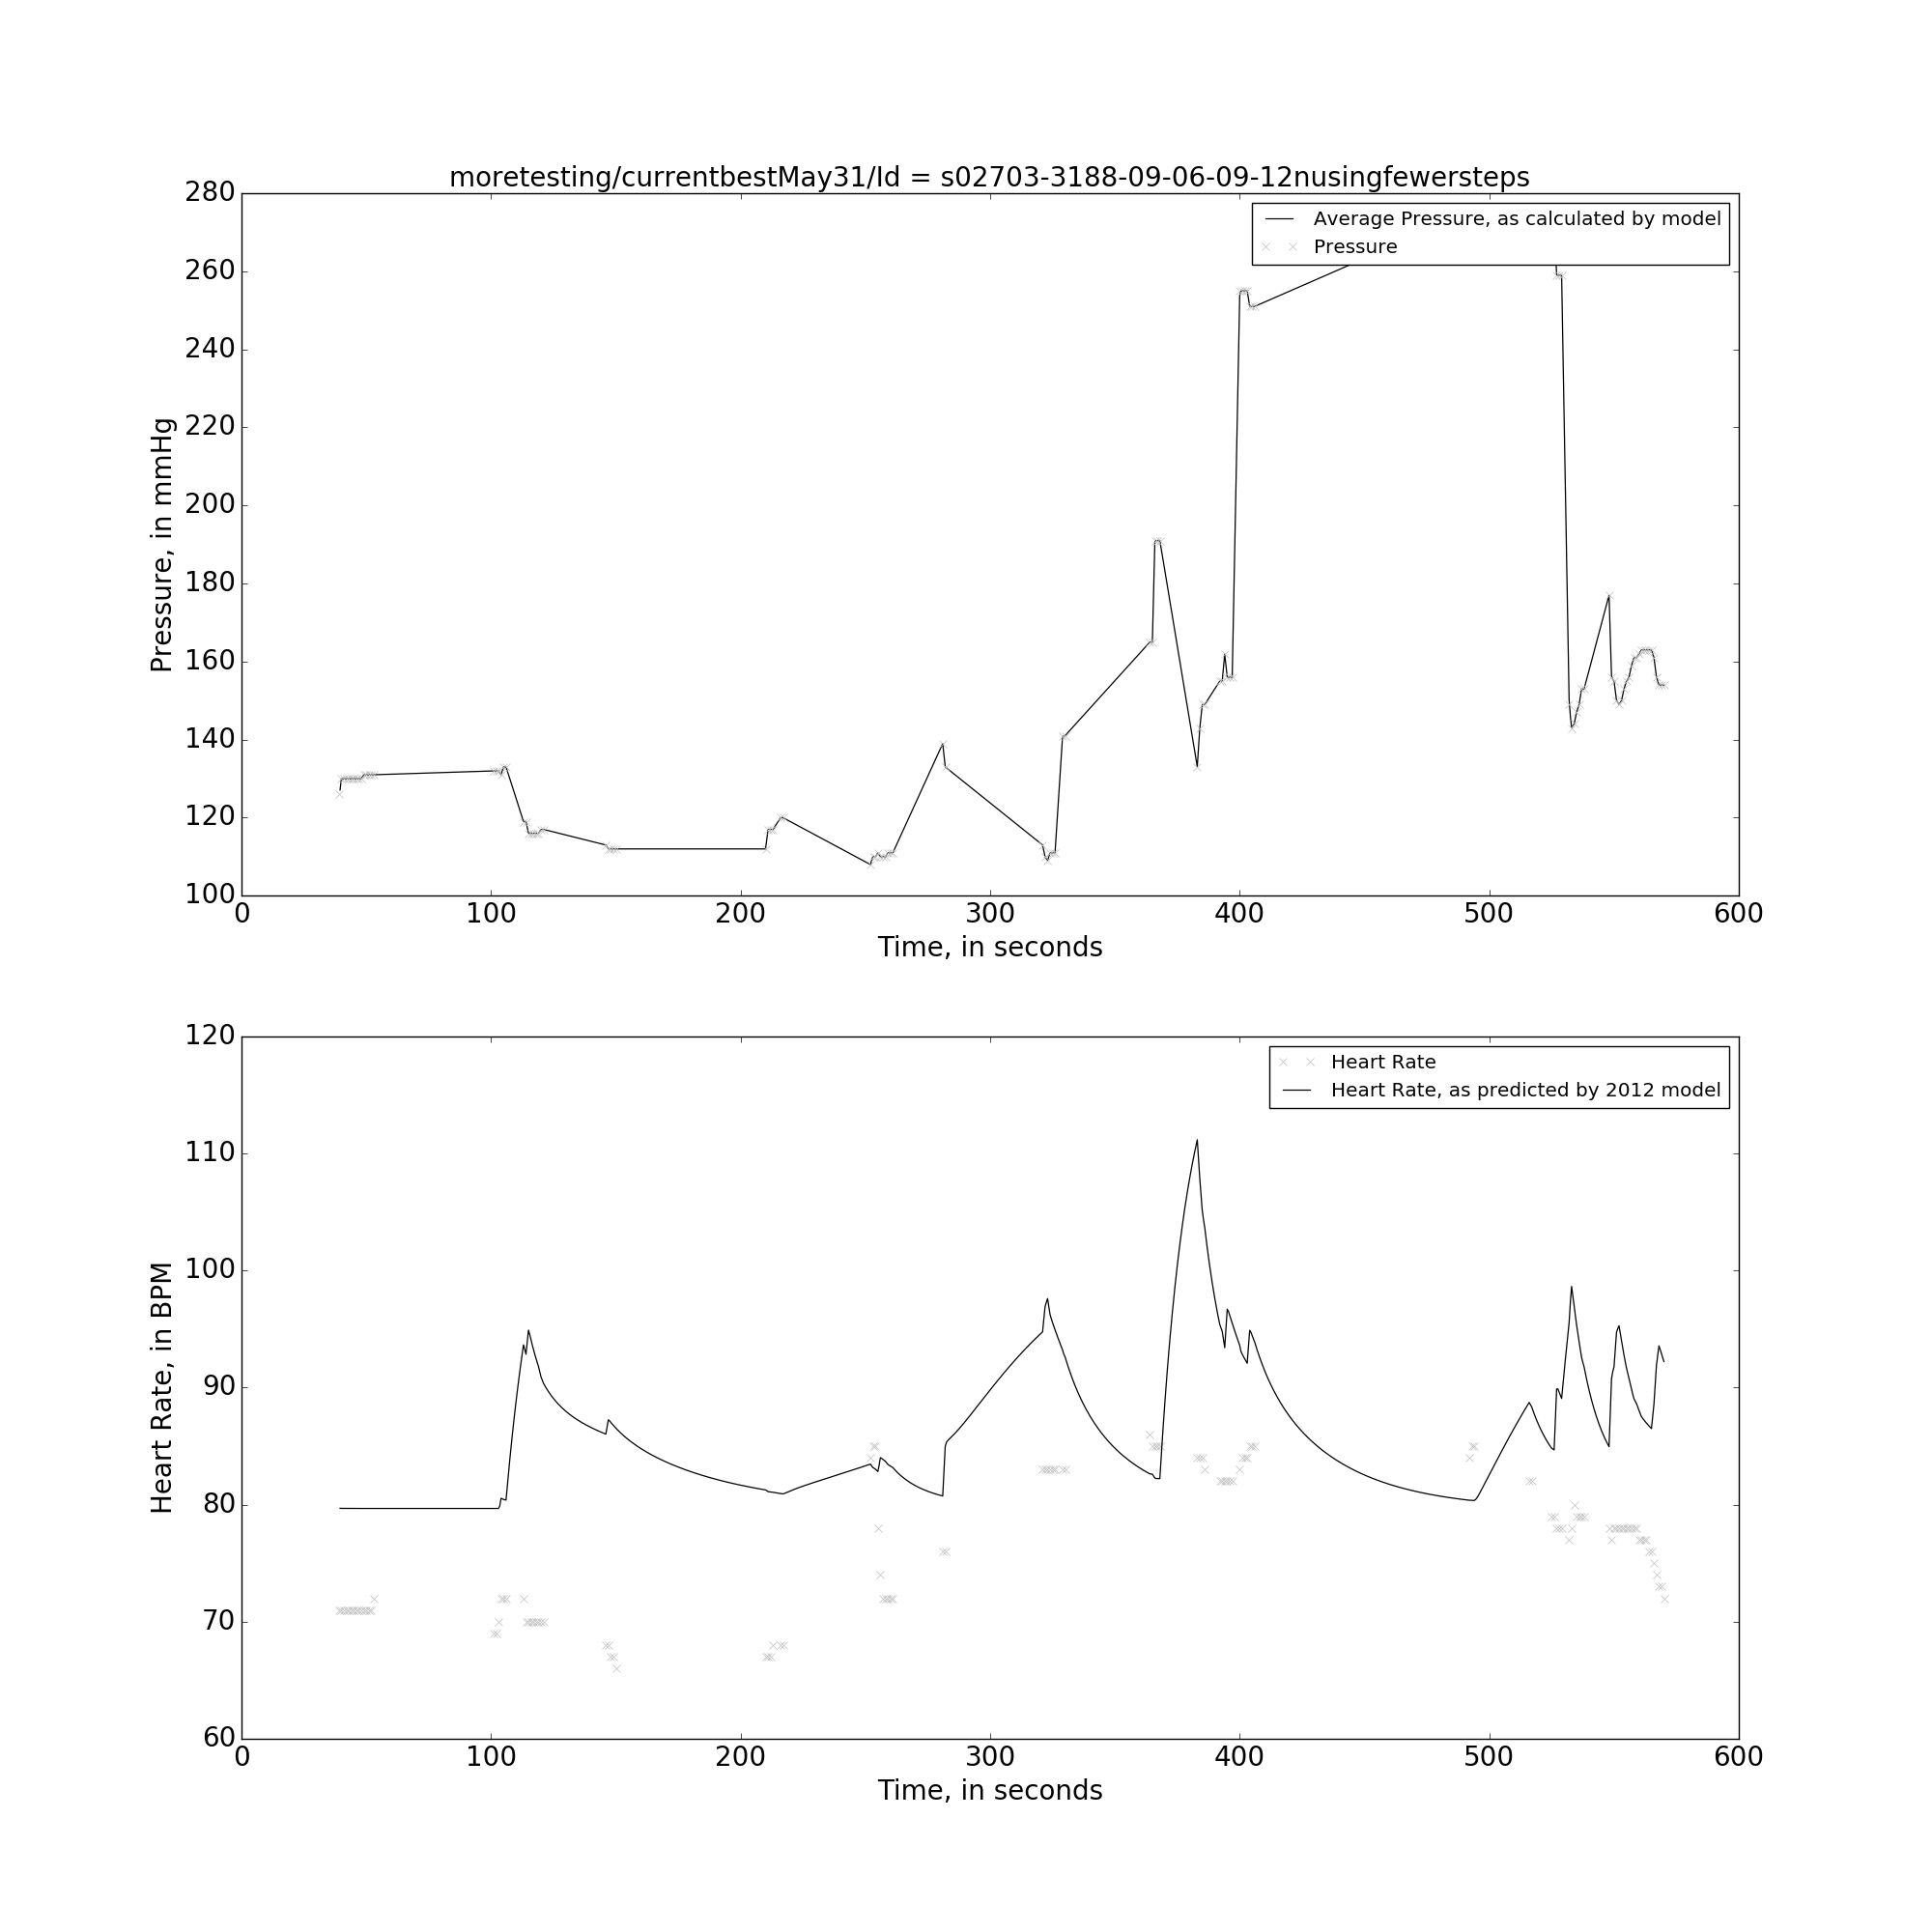 moretesting/currentbestMay31/Id = s02703-3188-09-06-09-12nusingfewersteps
280
260
240
220
200
180
160
140
120
100
Pressure, in mmHg
Average Pressure, as calculated by model
Pressure
0 100 200 300 400 500 600
Time, in seconds
120
110
100
90
80
70
60
Heart Rate, in BPM
Heart Rate
Heart Rate, as predicted by 2012 model
0 100 200 300 400 500 600
Time, in seconds